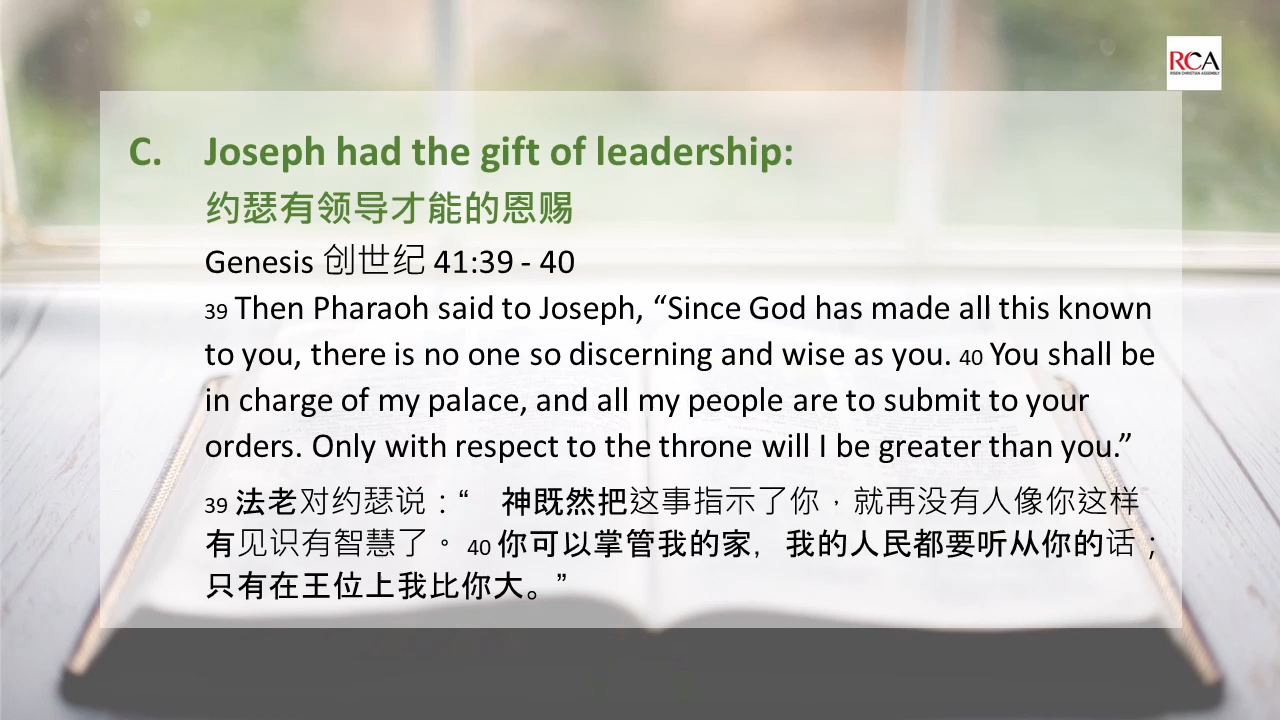 RCA
RISEN CHRISTIAN ASSEMBLY
C. Joseph had the gift of leadership:
约瑟有领导才能的恩赐
Genesis 创世纪 41:39 - 40
39 Then Pharaoh said to Joseph, “Since God has made all this known
to you, there is no one so discerning and wise as you. 40 You shall be
in charge of my palace, and all my people are to submit to your
orders. Only with respect to the throne will I be greater than you.”
39 法老对约瑟说：“ 神既然把这事指示了你，就再没有人像你这样
有见识有智慧了。 40 你可以掌管我的家， 我的人民都要听从你的话；
只有在王位上我比你大。”